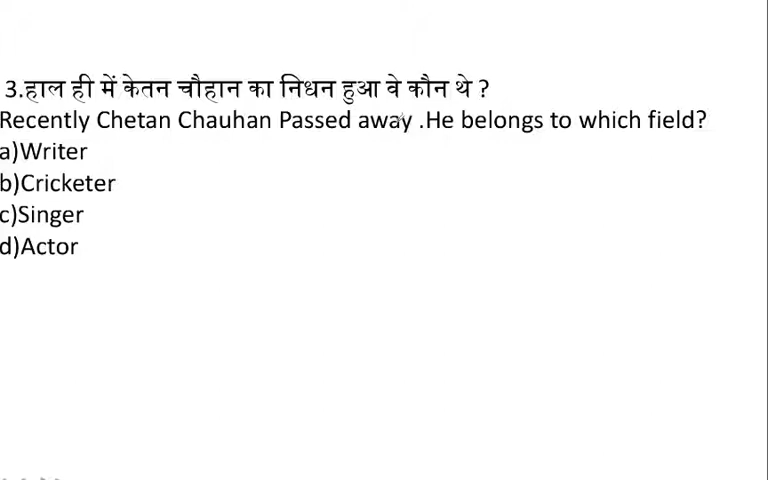 3.हाल ही में केतन चौहान का निधन हुआ वे कौन थे ?
Recently Chetan Chauhan Passed away .He belongs to which field?
a)Writer
b)Cricketer
c)Singer
d)Actor